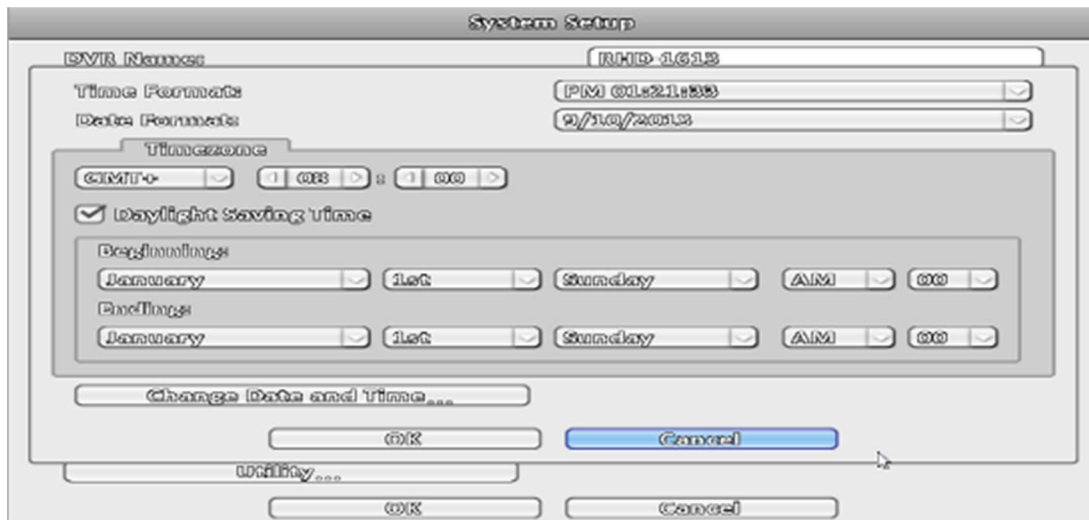 System Setup
DVR Name: RHD 1613
Time Format: PM 01:21:33
Date Format: 9/10/2013
Timezone
GMT+ 08 : 00
Daylight Saving Time
Beginning:
January 1st Sunday AM 00
Ending:
January 1st Sunday AM 00
Change Date and Time...
OK Cancel
Utility...
OK Cancel